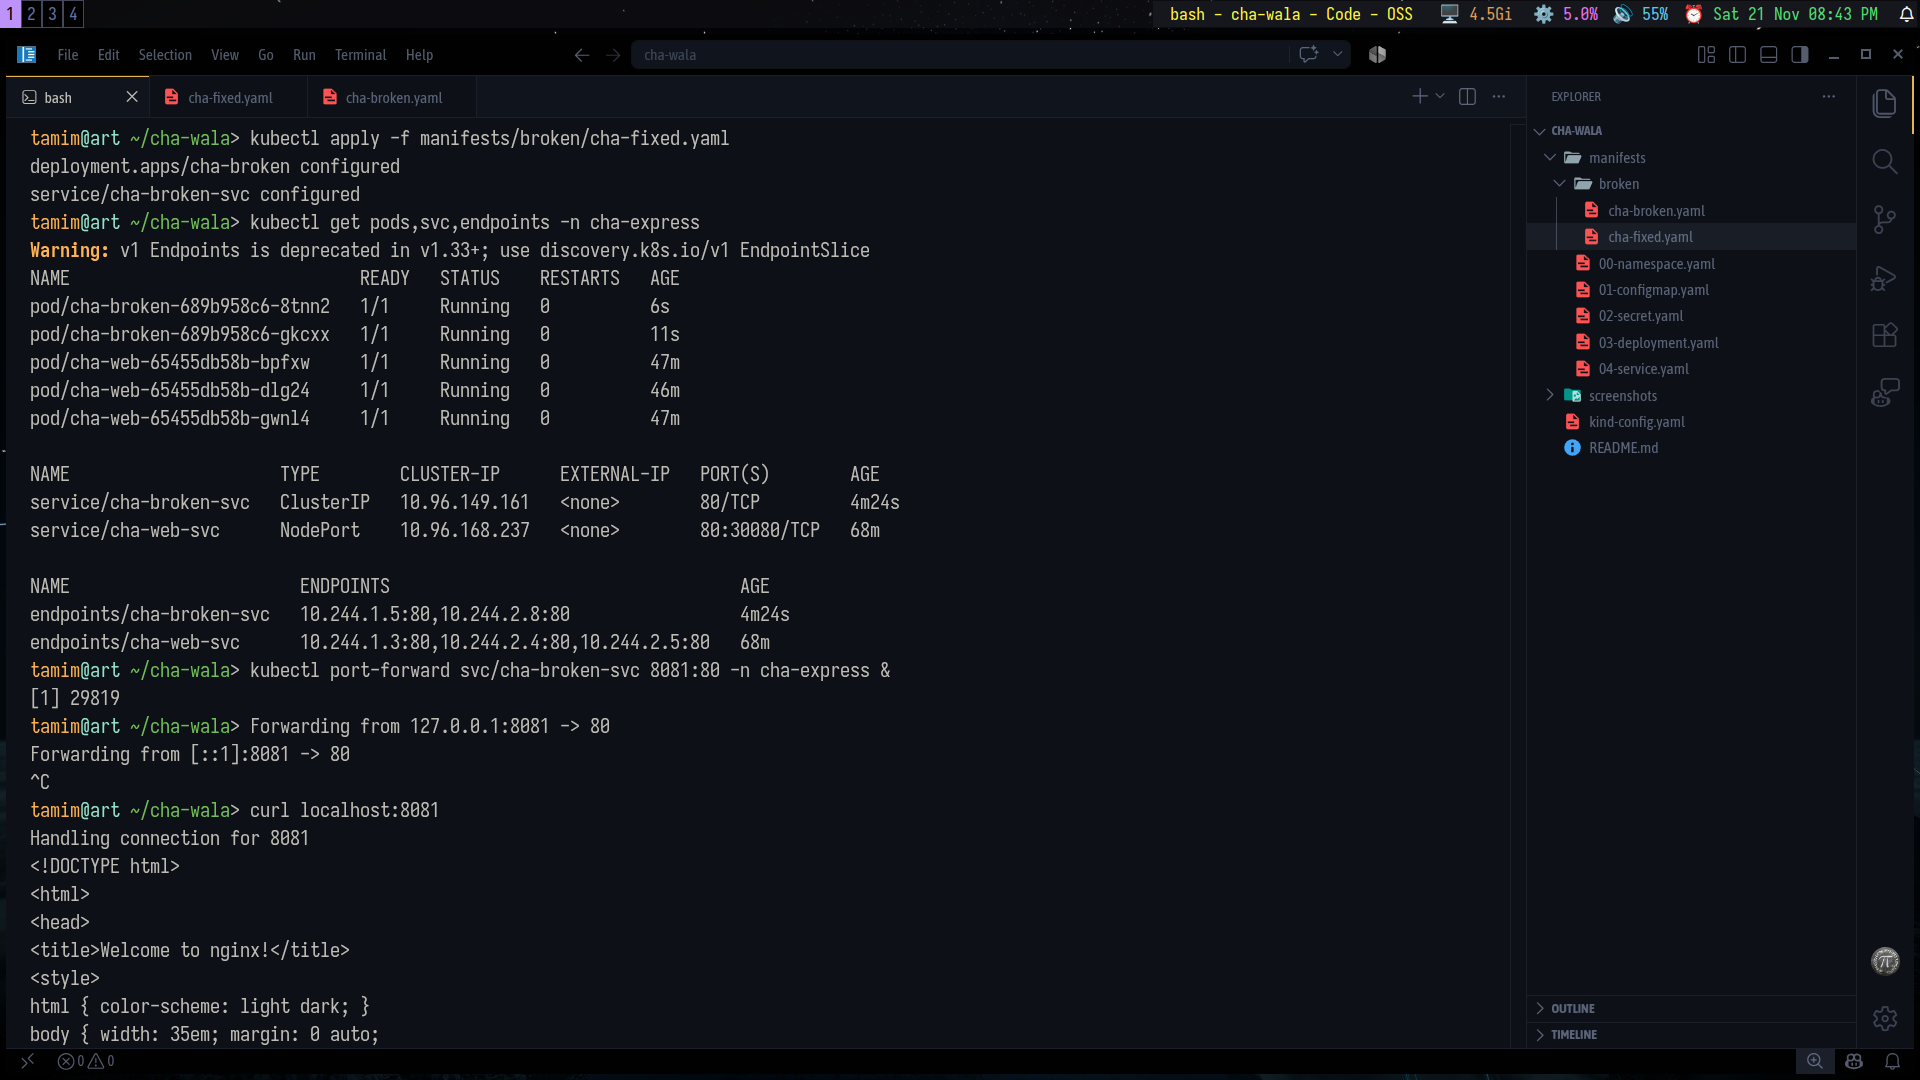 1 2 3 4
bash - cha-wala - Code - OSS 4.5Gi 5.0% 55% Sat 21 Nov 08:43 PM
File Edit Selection View Go Run Terminal Help
cha-wala
bash
cha-fixed.yaml
cha-broken.yaml
tamim@art ~/cha-wala> kubectl apply -f manifests/broken/cha-fixed.yaml
deployment.apps/cha-broken configured
service/cha-broken-svc configured
tamim@art ~/cha-wala> kubectl get pods,svc,endpoints -n cha-express
Warning: v1 Endpoints is deprecated in v1.33+; use discovery.k8s.io/v1 EndpointSlice
NAME READY STATUS RESTARTS AGE
pod/cha-broken-689b958c6-8tnn2 1/1 Running 0 6s
pod/cha-broken-689b958c6-gkcxx 1/1 Running 0 11s
pod/cha-web-65455db58b-bpfxw 1/1 Running 0 47m
pod/cha-web-65455db58b-dlg24 1/1 Running 0 46m
pod/cha-web-65455db58b-gwnl4 1/1 Running 0 47m
NAME TYPE CLUSTER-IP EXTERNAL-IP PORT(S) AGE
service/cha-broken-svc ClusterIP 10.96.149.161 <none> 80/TCP 4m24s
service/cha-web-svc NodePort 10.96.168.237 <none> 80:30080/TCP 68m
NAME ENDPOINTS AGE
endpoints/cha-broken-svc 10.244.1.5:80,10.244.2.8:80 4m24s
endpoints/cha-web-svc 10.244.1.3:80,10.244.2.4:80,10.244.2.5:80 68m
tamim@art ~/cha-wala> kubectl port-forward svc/cha-broken-svc 8081:80 -n cha-express &
[1] 29819
tamim@art ~/cha-wala> Forwarding from 127.0.0.1:8081 -> 80
Forwarding from [::1]:8081 -> 80
^C
tamim@art ~/cha-wala> curl localhost:8081
Handling connection for 8081
<!DOCTYPE html>
<html>
<head>
<title>Welcome to nginx!</title>
<style>
html { color-scheme: light dark; }
body { width: 35em; margin: 0 auto;
EXPLORER
CHA-WALA
manifests
broken
cha-broken.yaml
cha-fixed.yaml
00-namespace.yaml
01-configmap.yaml
02-secret.yaml
03-deployment.yaml
04-service.yaml
screenshots
kind-config.yaml
README.md
OUTLINE
TIMELINE
0 0